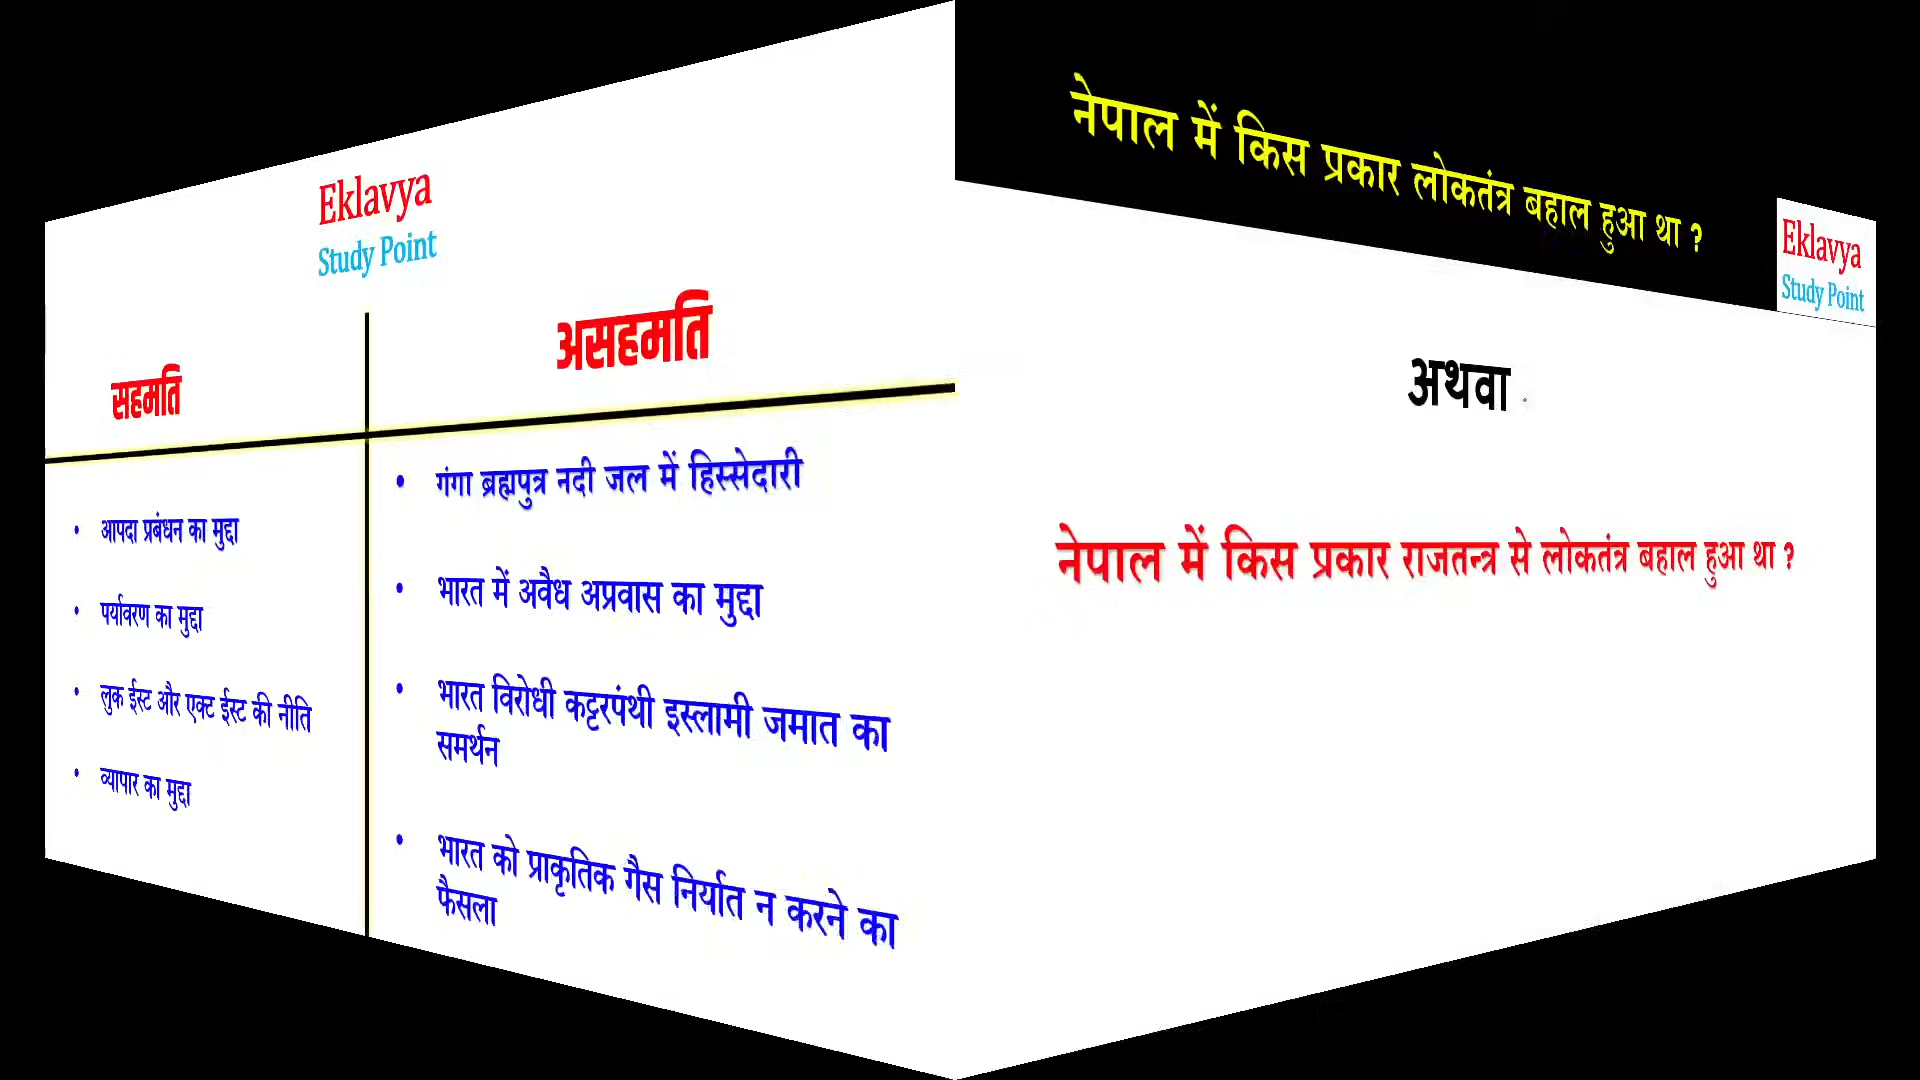 Eklavya
Study Point
सहमति
असहमति
• आपदा प्रबंधन का मुद्दा
• पर्यावरण का मुद्दा
• लुक ईस्ट और एक्ट ईस्ट की नीति
• व्यापार का मुद्दा
• गंगा ब्रह्मपुत्र नदी जल में हिस्सेदारी
• भारत में अवैध अप्रवास का मुद्दा
• भारत विरोधी कट्टरपंथी इस्लामी जमात का
समर्थन
• भारत को प्राकृतिक गैस निर्यात न करने का
फैसला
नेपाल में किस प्रकार लोकतंत्र बहाल हुआ था ?
Eklavya
Study Point
अथवा
नेपाल में किस प्रकार राजतन्त्र से लोकतंत्र बहाल हुआ था ?